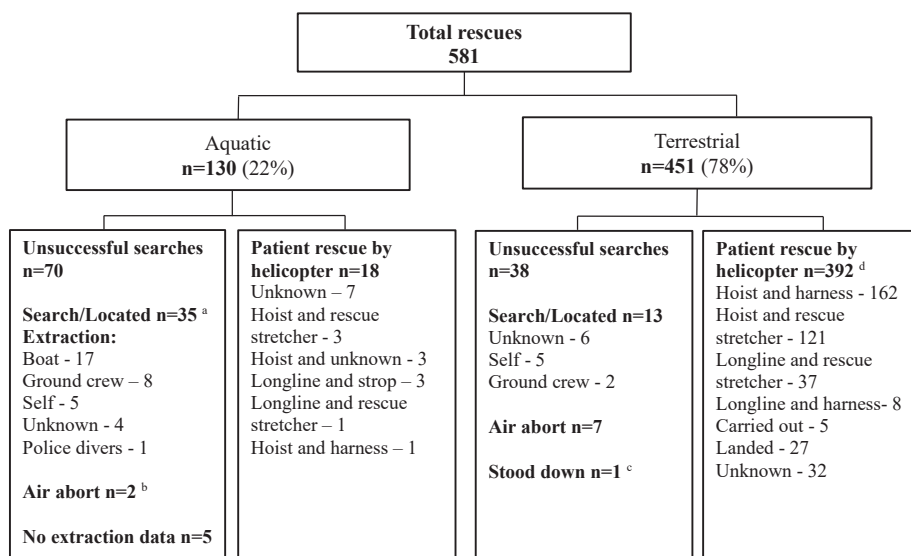 Total rescues
581
Aquatic
n=130 (22%)
Terrestrial
n=451 (78%)
Unsuccessful searches
n=70
Search/Located n=35 a
Extraction:
Boat - 17
Ground crew – 8
Self - 5
Unknown - 4
Police divers - 1
Air abort n=2 b
No extraction data n=5
Patient rescue by
helicopter n=18
Unknown – 7
Hoist and rescue
stretcher - 3
Hoist and unknown - 3
Longline and strop – 3
Longline and rescue
stretcher – 1
Hoist and harness – 1
Unsuccessful searches
n=38
Search/Located n=13
Unknown – 6
Self - 5
Ground crew - 2
Air abort n=7
Stood down n=1 c
Patient rescue by
helicopter n=392 d
Hoist and harness - 162
Hoist and rescue
stretcher - 121
Longline and rescue
stretcher - 37
Longline and harness- 8
Carried out - 5
Landed - 27
Unknown - 32